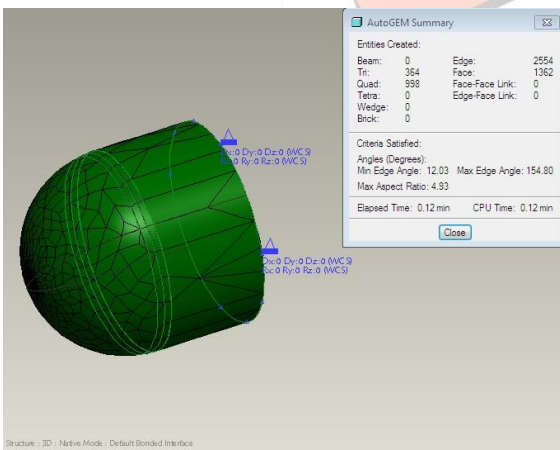 AutoGEM Summary
Entities Created:
Beam: 0 Edge: 2554
Tri: 364 Face: 1362
Quad: 998 Face-Face Link: 0
Tetra: 0 Edge-Face Link: 0
Wedge: 0
Brick: 0
Criteria Satisfied:
Angles (Degrees):
Min Edge Angle: 12.03 Max Edge Angle: 154.80
Max Aspect Ratio: 4.93
Elapsed Time: 0.12 min CPU Time: 0.12 min
Close
Dy:0 Dz:0 (WCS)
Ry:0 Rz:0 (WCS)
Dx:0 Dy:0 Dz:0 (WCS)
Rx:0 Ry:0 Rz:0 (WCS)
Structure : 3D : Native Mode : Default Bonded Interface